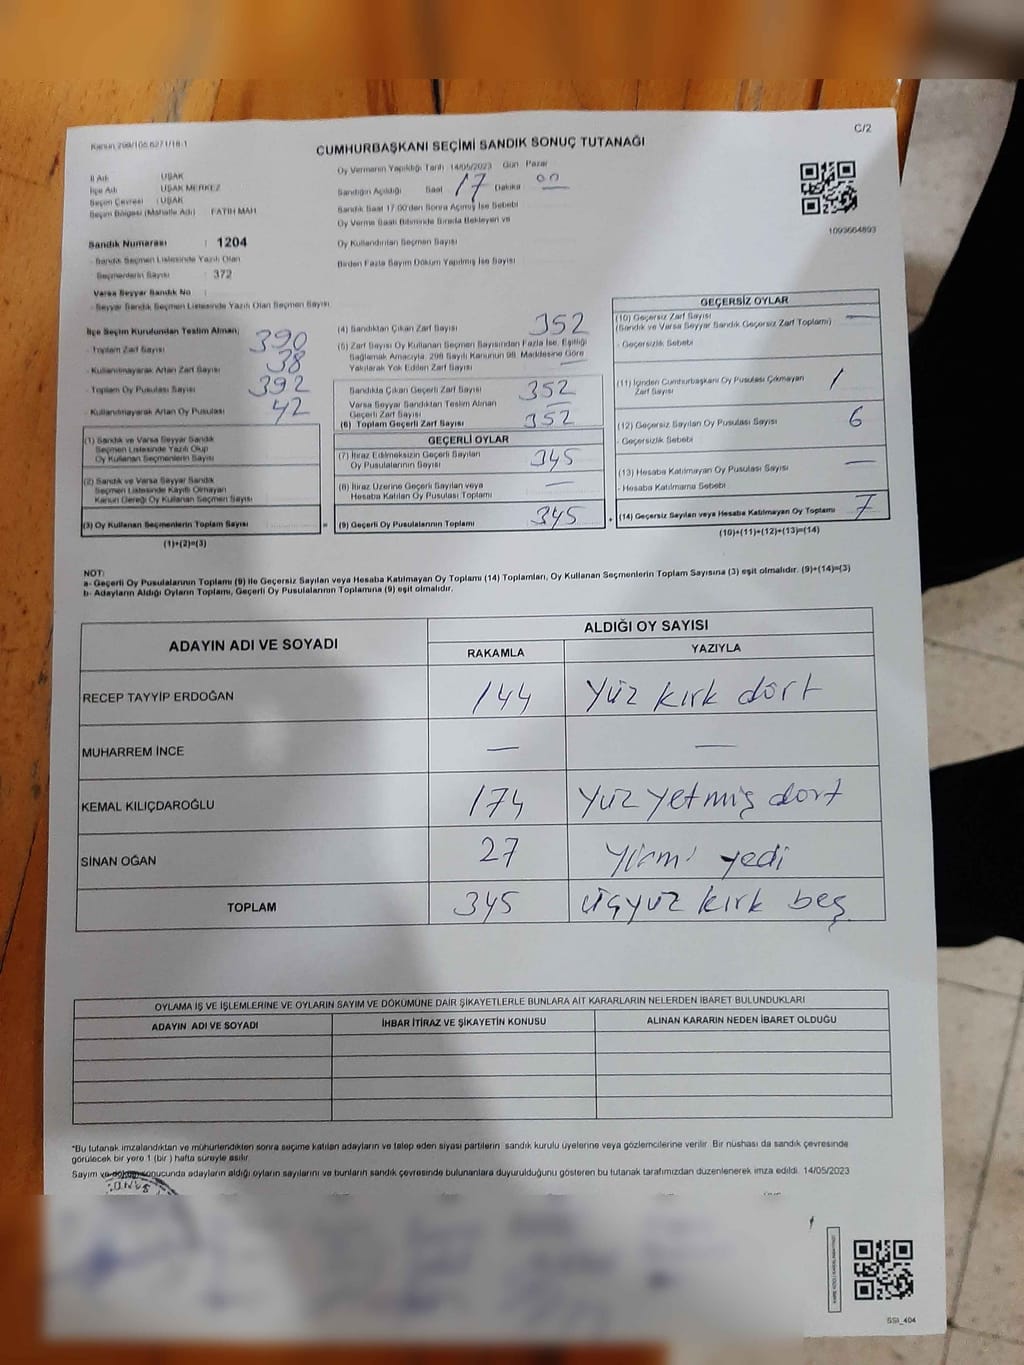 Kanun 298/105,6271/18-1
C/2
CUMHURBAŞKANI SEÇİMİ SANDIK SONUÇ TUTANAĞI
İl Adı : UŞAK
İlçe Adı : UŞAK MERKEZ
Seçim Çevresi : UŞAK
Seçim Bölgesi (Mahalle Adı) FATİH MAH
Oy Vermenin Yapıldığı Tarih 14/05/2023 Gün Pazar
Sandığın Açıldığı Saat 17 Dakika 00
Sandık Saat 17:00'den Sonra Açılmış İse Sebebi
Oy Verme Saati Bitiminde Sırada Bekleyen ve
Oy Kullandırılan Seçmen Sayısı
Birden Fazla Sayım Döküm Yapılmış İse Sayısı
1093664893
Sandık Numarası : 1204
- Sandık Seçmen Listesinde Yazılı Olan
Seçmenlerin Sayısı : 372
Varsa Seyyar Sandık No :
- Seyyar Sandık Seçmen Listesinde Yazılı Olan Seçmen Sayısı
İlçe Seçim Kurulundan Teslim Alınan;
- Toplam Zarf Sayısı 390
- Kullanılmayarak Artan Zarf Sayısı 38
- Toplam Oy Pusulası Sayısı 392
- Kullanılmayarak Artan Oy Pusulası 42
(1) Sandık ve Varsa Seyyar Sandık
Seçmen Listesinde Yazılı Olup
Oy Kullanan Seçmenlerin Sayısı
(2) Sandık ve Varsa Seyyar Sandık
Seçmen Listesinde Kayıtlı Olmayan
Kanun Gereği Oy Kullanan Seçmen Sayısı
(3) Oy Kullanan Seçmenlerin Toplam Sayısı =
(1)+(2)=(3)
(4) Sandıktan Çıkan Zarf Sayısı 352
(5) Zarf Sayısı Oy Kullanan Seçmen Sayısından Fazla İse, Eşitliği
Sağlamak Amacıyla, 298 Sayılı Kanunun 98. Maddesine Göre
Yakılarak Yok Edilen Zarf Sayısı —
Sandıkta Çıkan Geçerli Zarf Sayısı 352
Varsa Seyyar Sandıktan Teslim Alınan
Geçerli Zarf Sayısı —
(6) Toplam Geçerli Zarf Sayısı 352
GEÇERLİ OYLAR
(7) İtiraz Edilmeksizin Geçerli Sayılan
Oy Pusulalarının Sayısı 345
(8) İtiraz Üzerine Geçerli Sayılan veya
Hesaba Katılan Oy Pusulası Toplamı —
(9) Geçerli Oy Pusulalarının Toplamı 345 +
GEÇERSİZ OYLAR
(10) Geçersiz Zarf Sayısı —
(Sandık ve Varsa Seyyar Sandık Geçersiz Zarf Toplamı)
- Geçersizlik Sebebi
(11) İçinden Cumhurbaşkanı Oy Pusulası Çıkmayan
Zarf Sayısı 1
(12) Geçersiz Sayılan Oy Pusulası Sayısı 6
- Geçersizlik Sebebi
(13) Hesaba Katılmayan Oy Pusulası Sayısı —
- Hesaba Katılmama Sebebi
(14) Geçersiz Sayılan veya Hesaba Katılmayan Oy Toplamı 7
(10)+(11)+(12)+(13)=(14)
NOT:
a- Geçerli Oy Pusulalarının Toplamı (9) ile Geçersiz Sayılan veya Hesaba Katılmayan Oy Toplamı (14) Toplamları, Oy Kullanan Seçmenlerin Toplam Sayısına (3) eşit olmalıdır. (9)+(14)=(3)
b- Adayların Aldığı Oyların Toplamı, Geçerli Oy Pusulalarının Toplamına (9) eşit olmalıdır.
ADAYIN ADI VE SOYADI
ALDIĞI OY SAYISI
RAKAMLA YAZIYLA
RECEP TAYYİP ERDOĞAN 144 Yüz kırk dört
MUHARREM İNCE — —
KEMAL KILIÇDAROĞLU 174 Yüz yetmiş dört
SİNAN OĞAN 27 Yirmi yedi
TOPLAM 345 üçyüz kırk beş
OYLAMA İŞ VE İŞLEMLERİNE VE OYLARIN SAYIM VE DÖKÜMÜNE DAİR ŞİKAYETLERLE BUNLARA AİT KARARLARIN NELERDEN İBARET BULUNDUKLARI
ADAYIN ADI VE SOYADI İHBAR İTİRAZ VE ŞİKAYETİN KONUSU ALINAN KARARIN NEDEN İBARET OLDUĞU
*Bu tutanak imzalandıktan ve mühürlendikten sonra seçime katılan adayların ve talep eden siyasi partilerin sandık kurulu üyelerine veya gözlemcilerine verilir. Bir nüshası da sandık çevresinde
görülecek bir yere 1 (bir ) hafta süreyle asılır.
Sayım ve döküm sonucunda adayların aldığı oyların sayılarını ve bunların sandık çevresinde bulunanlara duyurulduğunu gösteren bu tutanak tarafımızdan düzenlenerek imza edildi. 14/05/2023
SSI_404